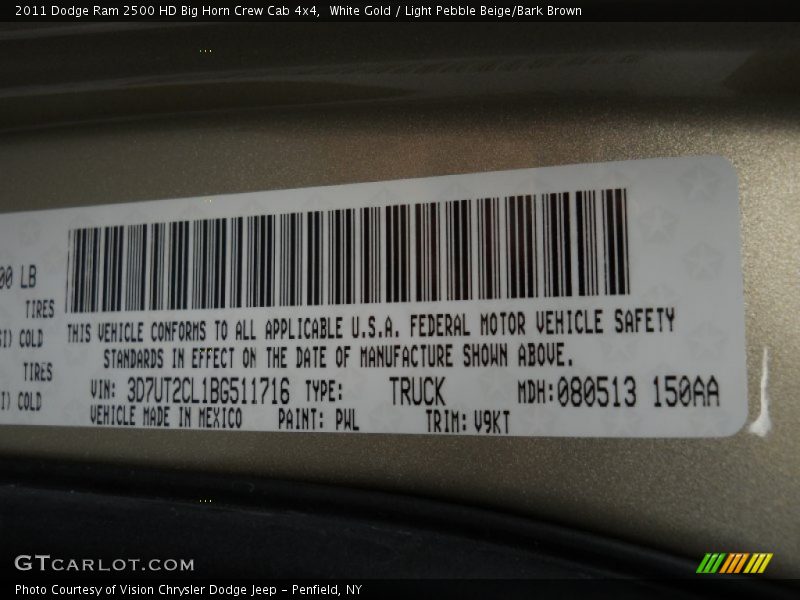 2011 Dodge Ram 2500 HD Big Horn Crew Cab 4x4,  White Gold / Light Pebble Beige/Bark Brown
00 LB
TIRES
COLD
TIRES
COLD
THIS VEHICLE CONFORMS TO ALL APPLICABLE U.S.A. FEDERAL MOTOR VEHICLE SAFETY
STANDARDS IN EFFECT ON THE DATE OF MANUFACTURE SHOWN ABOVE.
VIN: 3D7UT2CL1BG511716 TYPE: TRUCK MDH:080513 150AA
VEHICLE MADE IN MEXICO PAINT: PWL TRIM: V9KT
GTCARLOT.COM
Photo Courtesy of Vision Chrysler Dodge Jeep – Penfield, NY